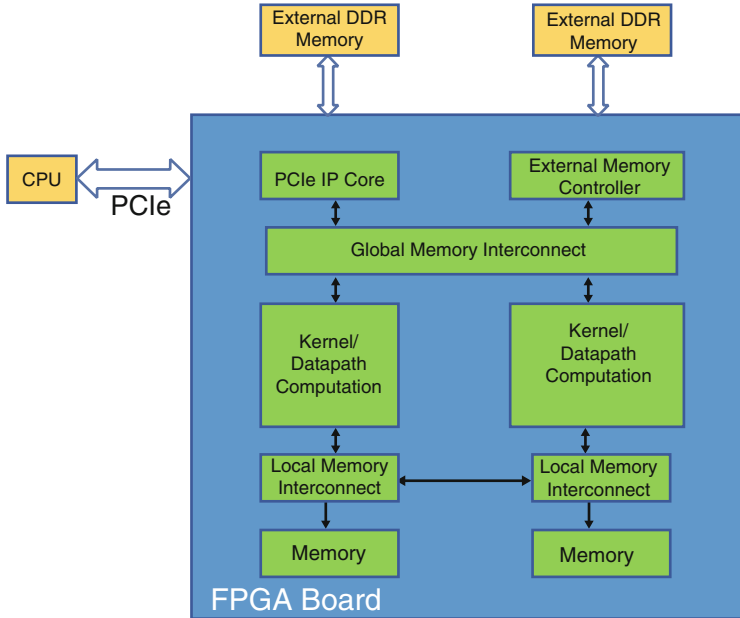 External DDR
Memory
External DDR
Memory
CPU
PCIe
PCIe IP Core
External Memory
Controller
Global Memory Interconnect
Kernel/
Datapath
Computation
Kernel/
Datapath
Computation
Local Memory
Interconnect
Local Memory
Interconnect
Memory
Memory
FPGA Board